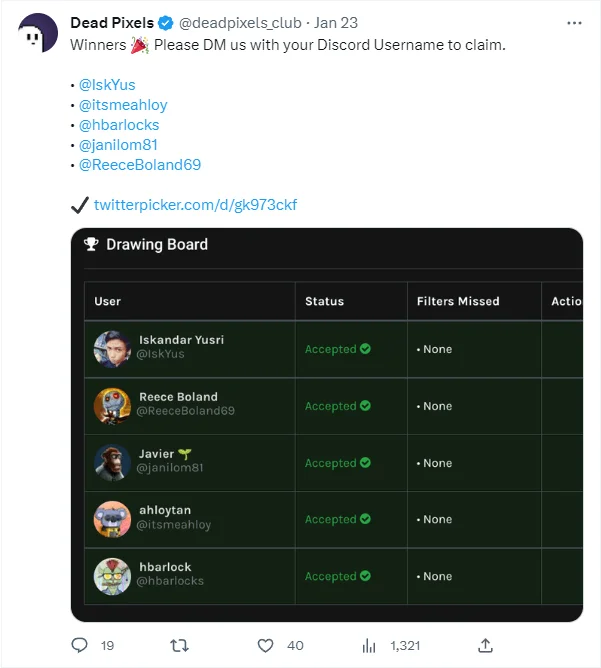 Dead Pixels @deadpixels_club · Jan 23
Winners 🎉 Please DM us with your Discord Username to claim.
• @IskYus
• @itsmeahloy
• @hbarlocks
• @janilom81
• @ReeceBoland69
✔ twitterpicker.com/d/gk973ckf
Drawing Board
User Status Filters Missed Actio
Iskandar Yusri
@IskYus
Accepted • None
Reece Boland
@ReeceBoland69
Accepted • None
Javier 🌱
@janilom81
Accepted • None
ahloytan
@itsmeahloy
Accepted • None
hbarlock
@hbarlocks
Accepted • None
19 40 1,321